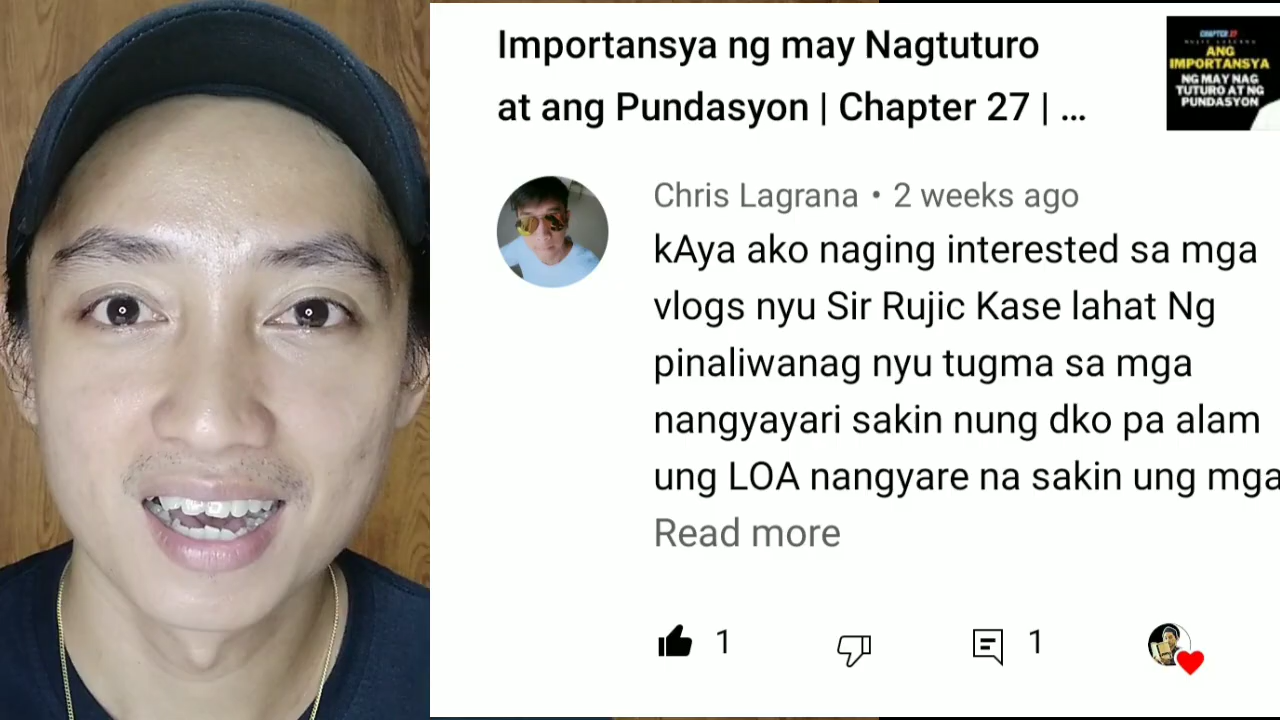 Importansya ng may Nagtuturo
at ang Pundasyon | Chapter 27 | ...
CHAPTER 27
ANG
IMPORTANSYA
NG MAY NAG
TUTURO AT NG
PUNDASYON
Chris Lagrana • 2 weeks ago
kAya ako naging interested sa mga
vlogs nyu Sir Rujic Kase lahat Ng
pinaliwanag nyu tugma sa mga
nangyayari sakin nung dko pa alam
ung LOA nangyare na sakin ung mga
Read more
1
1